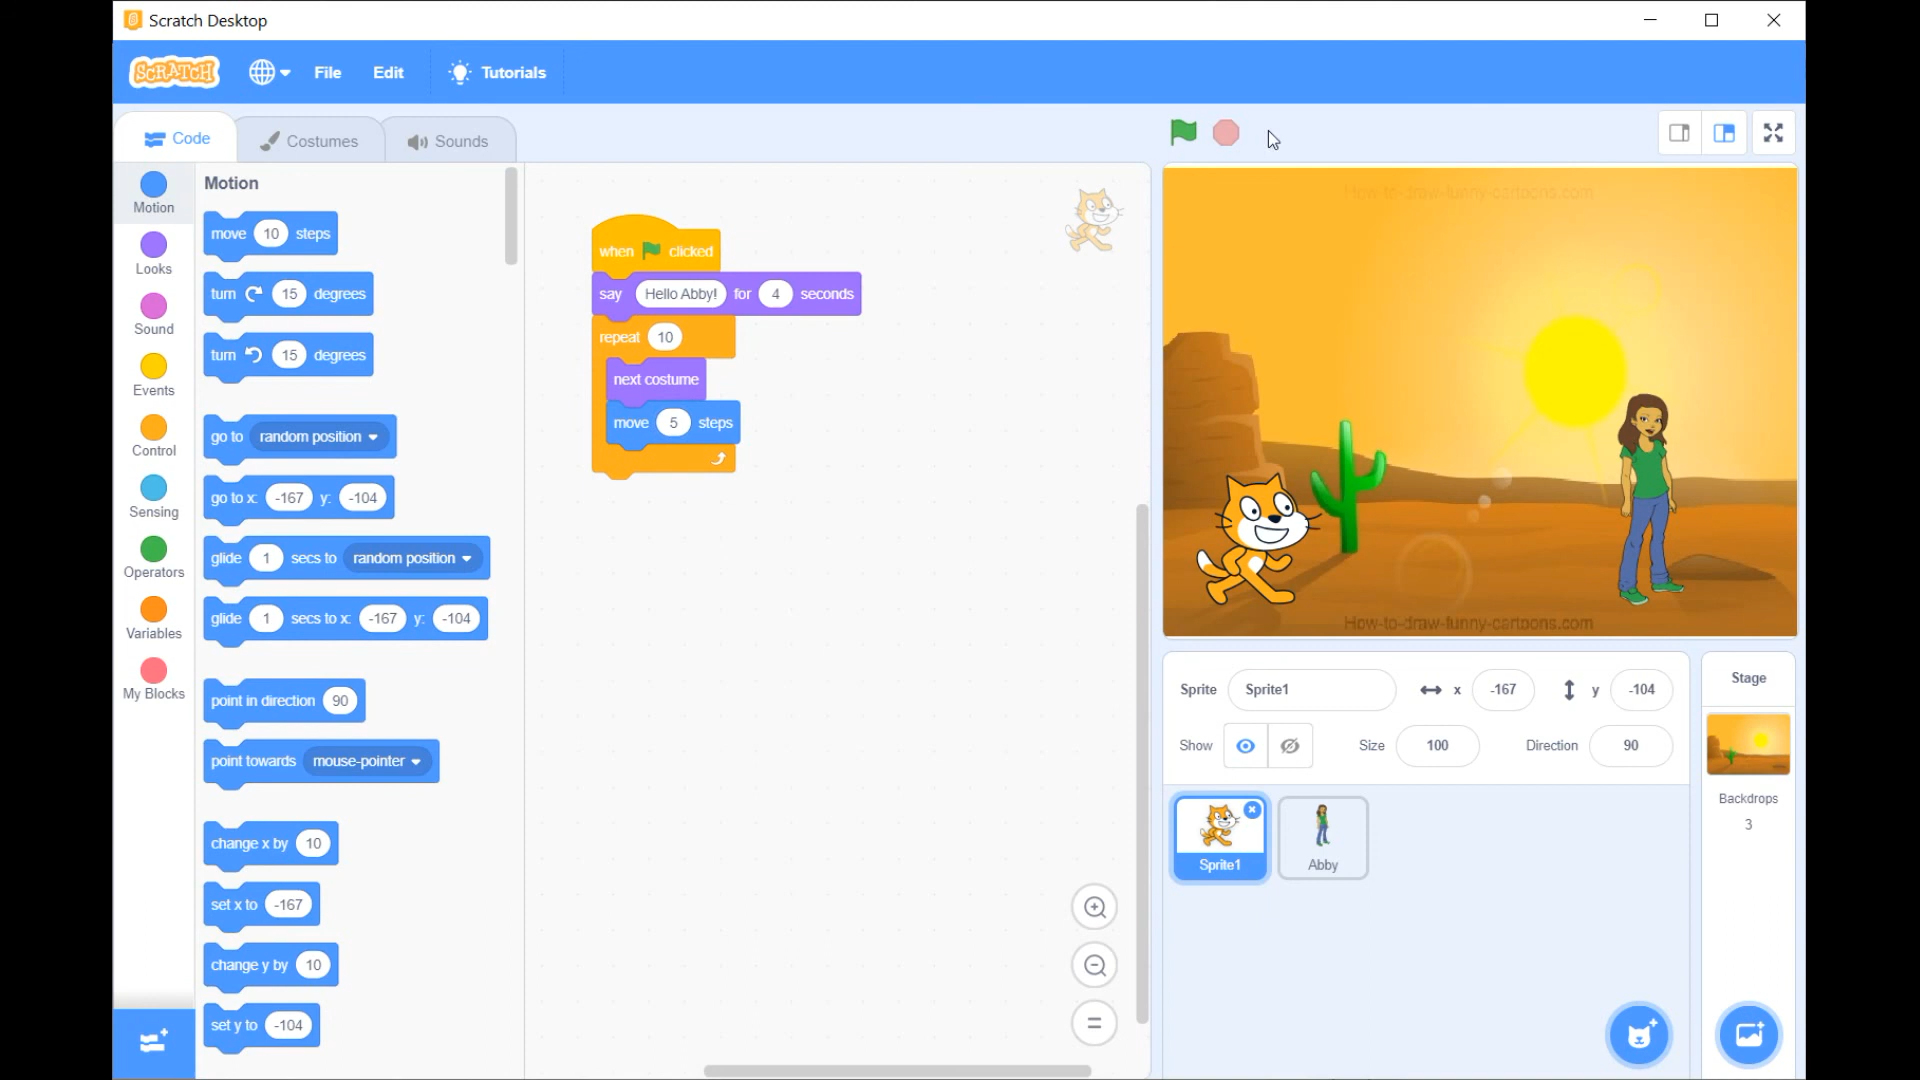 Scratch Desktop
SCRATCH
File
Edit
Tutorials
Code
Costumes
Sounds
Motion
Looks
Sound
Events
Control
Sensing
Operators
Variables
My Blocks
Motion
move 10 steps
turn 15 degrees
turn 15 degrees
go to random position
go to x: -167 y: -104
glide 1 secs to random position
glide 1 secs to x: -167 y: -104
point in direction 90
point towards mouse-pointer
change x by 10
set x to -167
change y by 10
set y to -104
when clicked
say Hello Abby! for 4 seconds
repeat 10
next costume
move 5 steps
How-to-draw-funny-cartoons.com
How-to-draw-funny-cartoons.com
Sprite Sprite1 x -167 y -104
Show Size 100 Direction 90
Sprite1
Abby
Stage
Backdrops
3